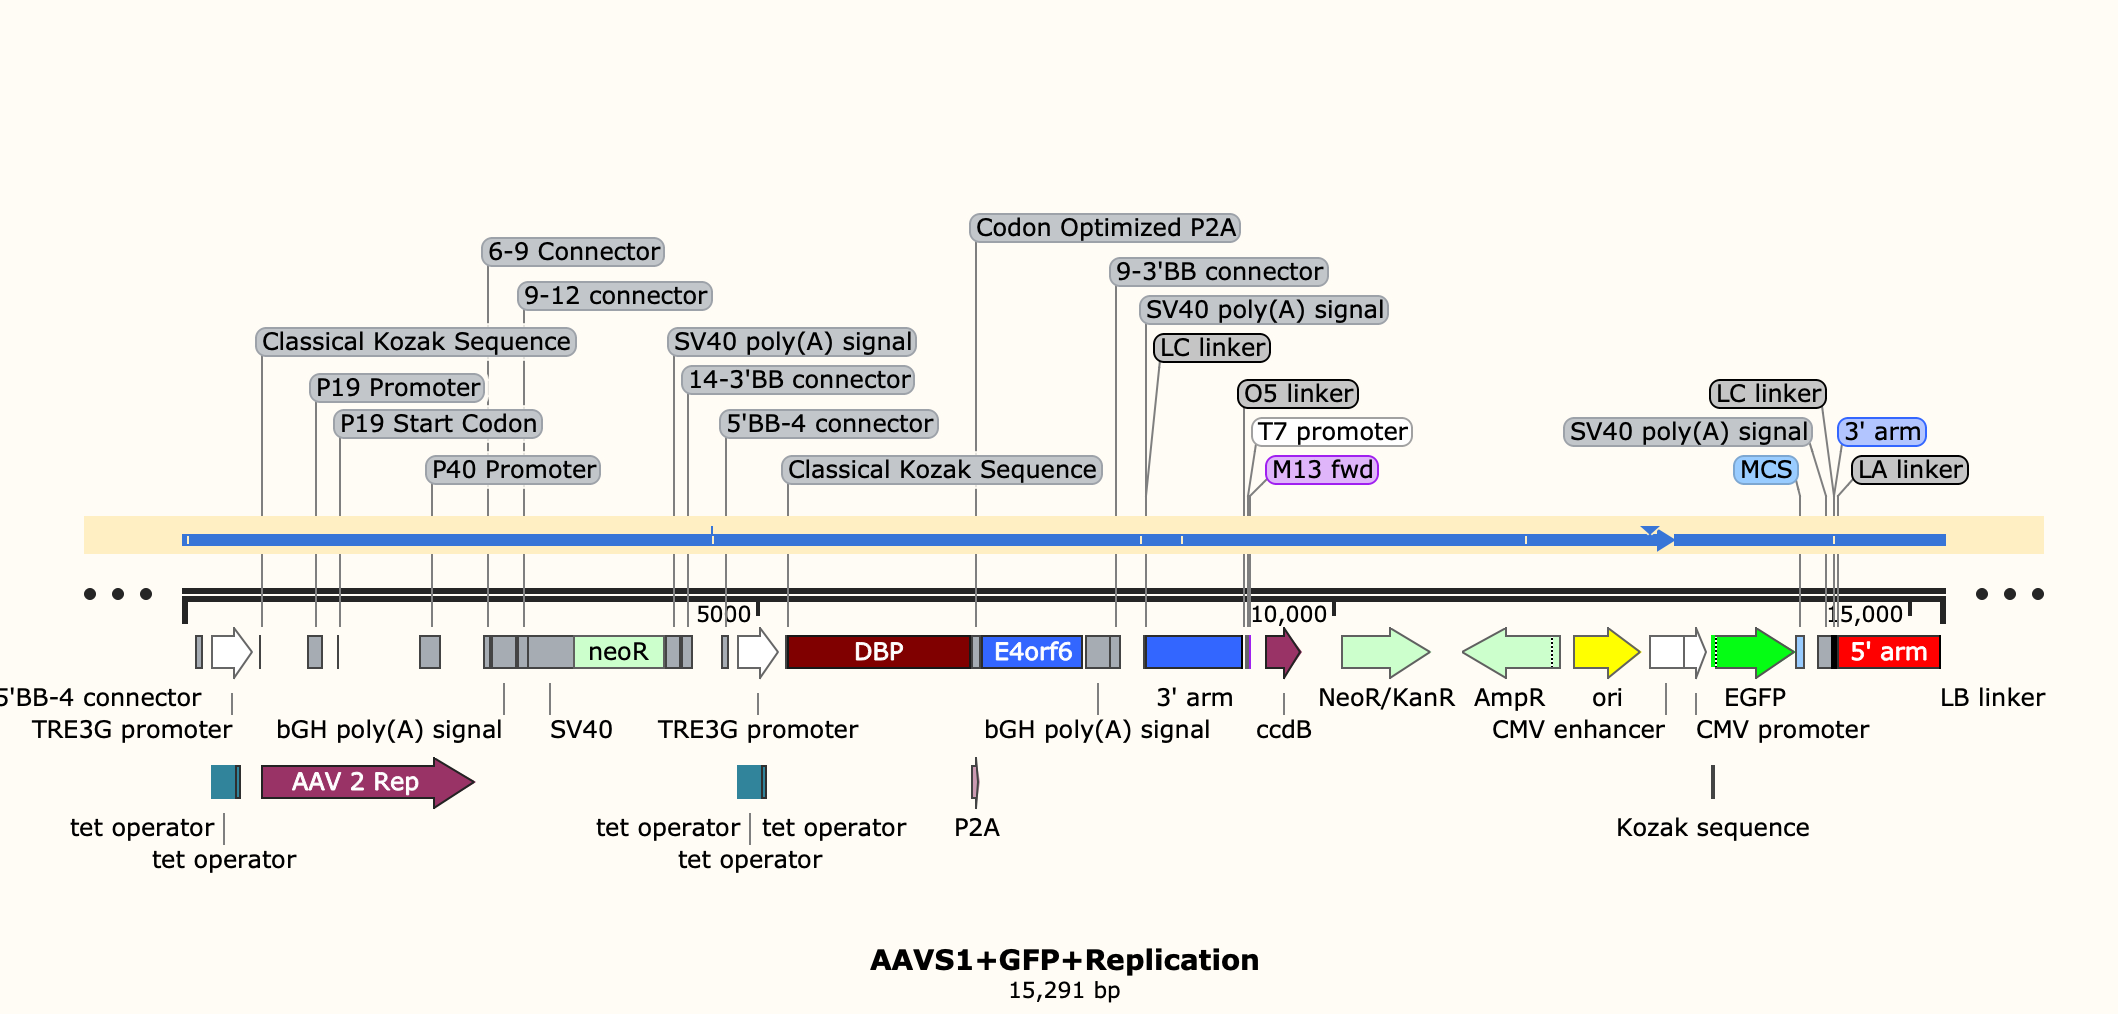 Codon Optimized P2A
6-9 Connector
9-3'BB connector
9-12 connector
SV40 poly(A) signal
Classical Kozak Sequence
SV40 poly(A) signal
LC linker
14-3'BB connector
P19 Promoter
O5 linker
LC linker
P19 Start Codon
5'BB-4 connector
T7 promoter
SV40 poly(A) signal
3' arm
P40 Promoter
Classical Kozak Sequence
M13 fwd
MCS
LA linker
5000
10,000
15,000
neoR
DBP
E4orf6
5' arm
5'BB-4 connector
3' arm
NeoR/KanR
AmpR
ori
EGFP
LB linker
TRE3G promoter
bGH poly(A) signal
SV40
TRE3G promoter
bGH poly(A) signal
ccdB
CMV enhancer
CMV promoter
AAV 2 Rep
tet operator
tet operator
tet operator
P2A
Kozak sequence
tet operator
tet operator
AAVS1+GFP+Replication
15,291 bp